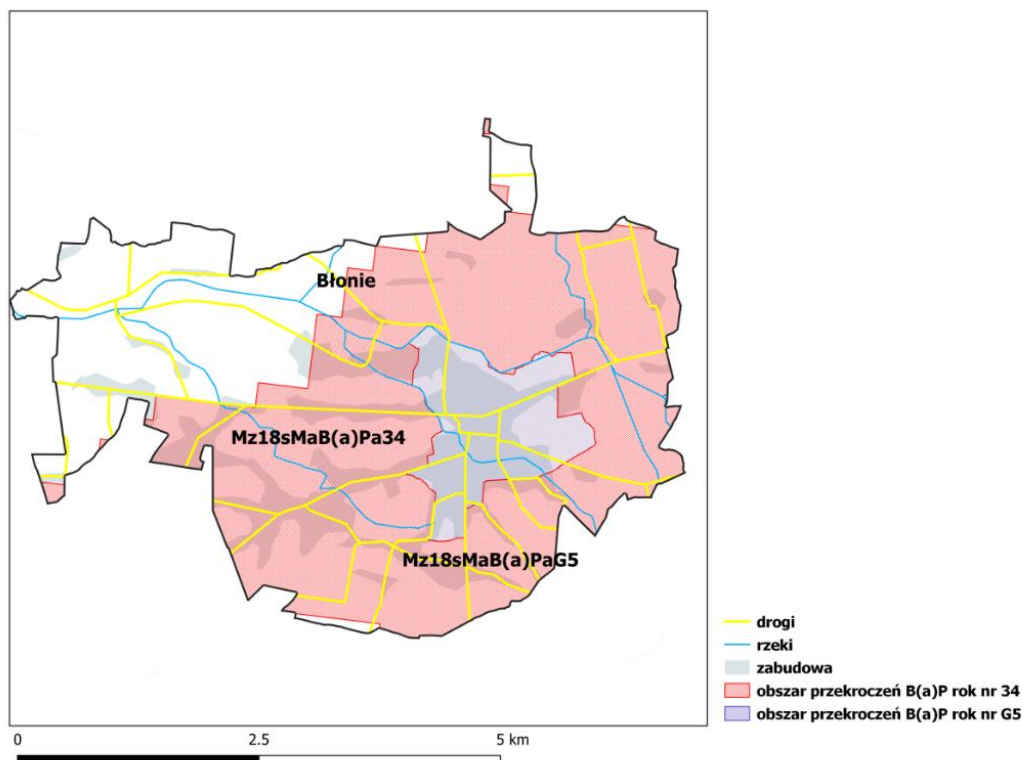 Błonie
Mz18sMaB(a)Pa34
Mz18sMaB(a)PaG5
drogi
rzeki
zabudowa
obszar przekroczeń B(a)P rok nr 34
obszar przekroczeń B(a)P rok nr G5
0 2.5 5 km